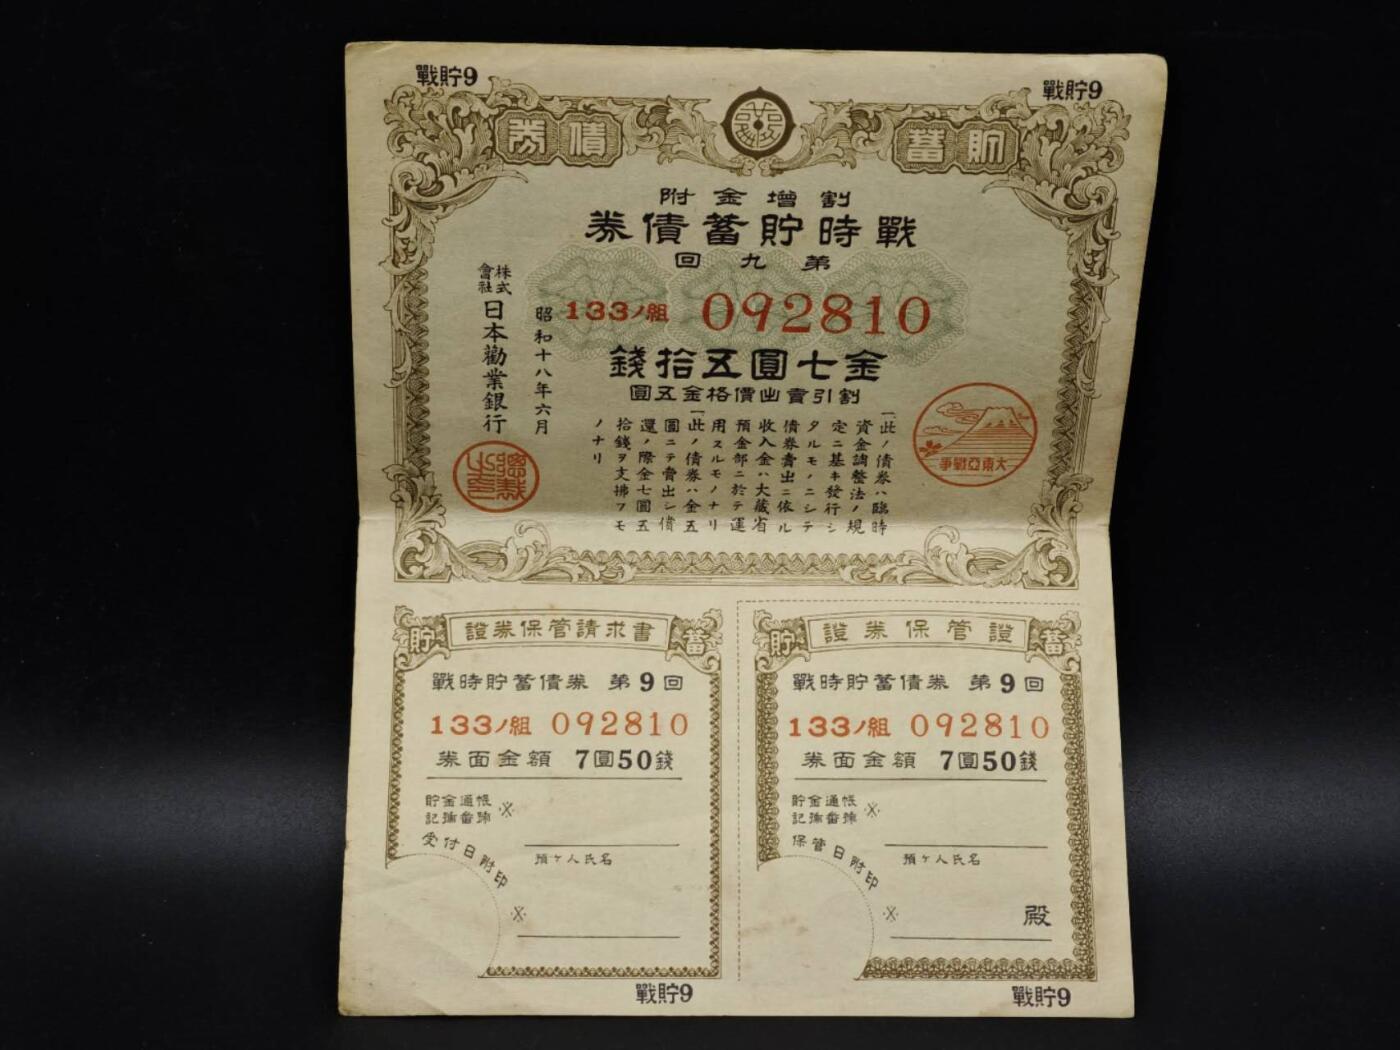 戰貯9
戰貯9
券債
蓄貯
附金增割
券債蓄貯時戰
回九第
133ノ組 092810
錢拾五圓七金
圓五金格價出賣引割
一、此ノ債券ハ臨時
資金調整法ノ規
定ニ基キ發行シ
タルモノニシテ
債券賣出ニ依ル
收入金ハ大藏省
預金部ニ於テ運
用スルモノナリ
一、此ノ債券ハ金五
圓ニテ賣出シ償
還ノ際金七圓五
拾錢ヲ支拂フモ
ノナリ
昭和十八年六月
株式會社日本勸業銀行
爭戰亞東大
證券保管請求書
貯
蓄
戰時貯蓄債券 第9回
133ノ組 092810
券面金額 7圓50錢
貯金通帳
記號番號 ※
受付日附印
預ケ人氏名
※
戰貯9
證券保管證
貯
蓄
戰時貯蓄債券 第9回
133ノ組 092810
券面金額 7圓50錢
貯金通帳
記號番號 ※
保管日附印
預ケ人氏名
※
殿
戰貯9